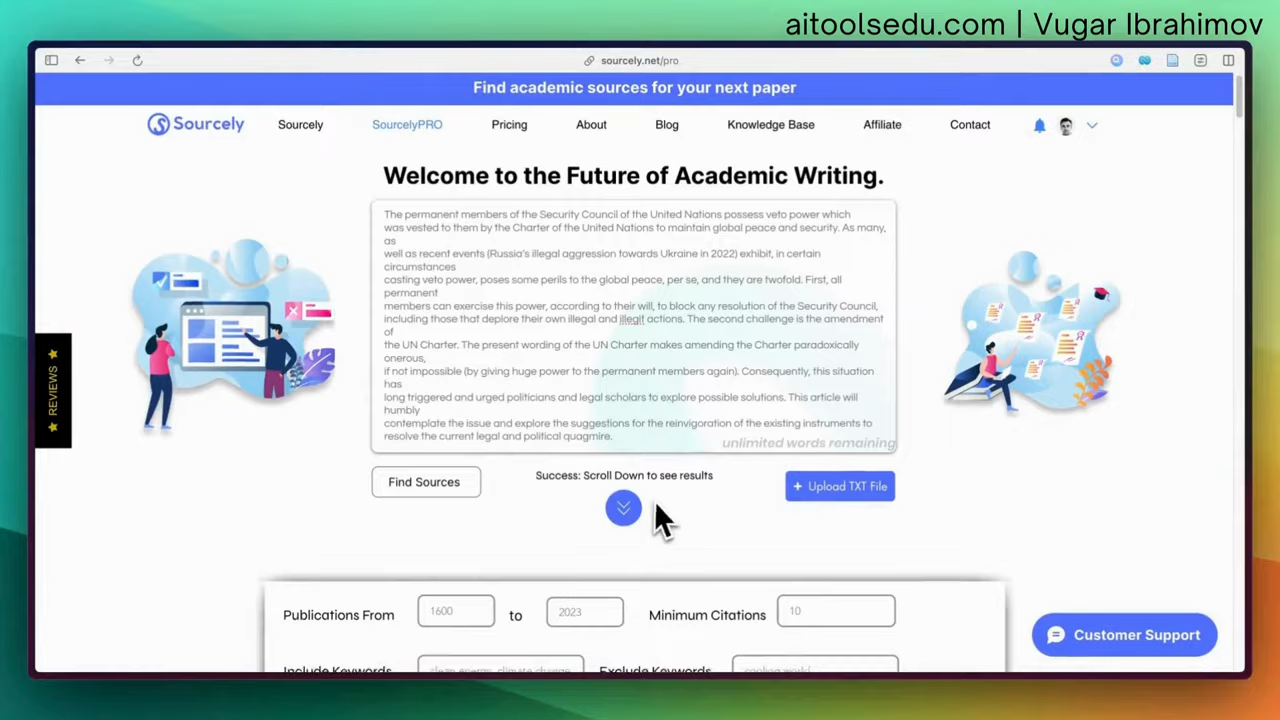 aitoolsedu.com | Vugar Ibrahimov
sourcely.net/pro
Find academic sources for your next paper
Sourcely
Sourcely
SourcelyPRO
Pricing
About
Blog
Knowledge Base
Affiliate
Contact
Welcome to the Future of Academic Writing.
The permanent members of the Security Council of the United Nations possess veto power which
was vested to them by the Charter of the United Nations to maintain global peace and security. As many,
as
well as recent events (Russia's illegal aggression towards Ukraine in 2022) exhibit, in certain
circumstances
casting veto power, poses some perils to the global peace, per se, and they are twofold. First, all
permanent
members can exercise this power, according to their will, to block any resolution of the Security Council,
including those that deplore their own illegal and illegit actions. The second challenge is the amendment
of
the UN Charter. The present wording of the UN Charter makes amending the Charter paradoxically
onerous,
if not impossible (by giving huge power to the permanent members again). Consequently, this situation
has
long triggered and urged politicians and legal scholars to explore possible solutions. This article will
humbly
contemplate the issue and explore the suggestions for the reinvigoration of the existing instruments to
resolve the current legal and political quagmire.
unlimited words remaining
REVIEWS
Find Sources
Success: Scroll Down to see results
+ Upload TXT File
Publications From
1600
to
2023
Minimum Citations
10
Include Keywords
clean energy, climate change
Exclude Keywords
cooling world
Customer Support